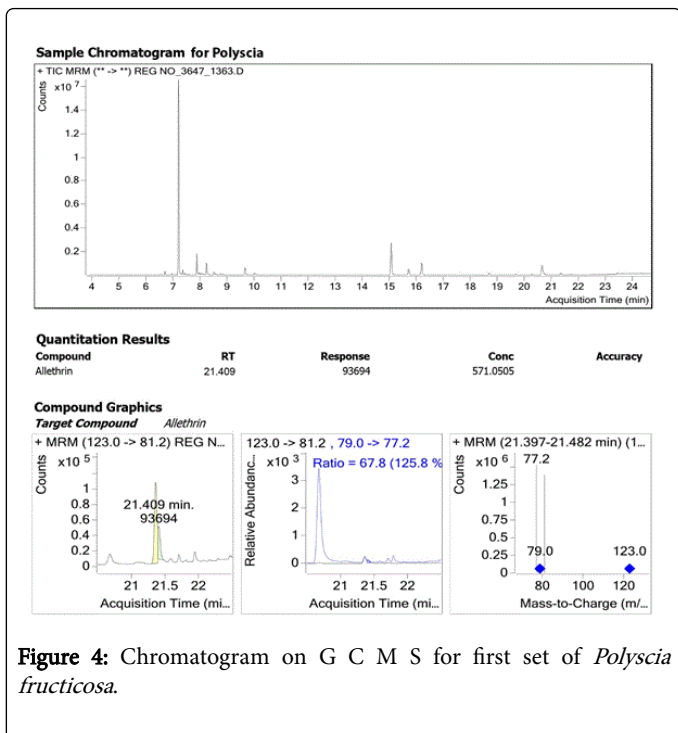 Sample Chromatogram for Polyscia
+ TIC MRM (** -> **) REG NO_3647_1363.D
Counts
x10 7
1.4
1.2
1
0.8
0.6
0.4
0.2
4 5 6 7 8 9 10 11 12 13 14 15 16 17 18 19 20 21 22 23 24
Acquisition Time (min)
Quantitation Results
Compound RT Response Conc Accuracy
Allethrin 21.409 93694 571.0505
Compound Graphics
Target Compound Allethrin
+ MRM (123.0 -> 81.2) REG N...
Counts
x10 5
1
0.8
0.6
0.4
0.2
0
21.409 min.
93694
21 21.5 22
Acquisition Time (mi...
123.0 -> 81.2 , 79.0 -> 77.2
Relative Abundanc...
x10 3
Ratio = 67.8 (125.8 %
3
2
1
0
21 21.5 22
Acquisition Time (mi...
+ MRM (21.397-21.482 min) (1...
Counts
x10 6
77.2
1.25
1
0.75
0.5
0.25
0
79.0 123.0
80 100 120
Mass-to-Charge (m/...
Figure 4: Chromatogram on G C M S for first set of Polyscia
fructicosa.